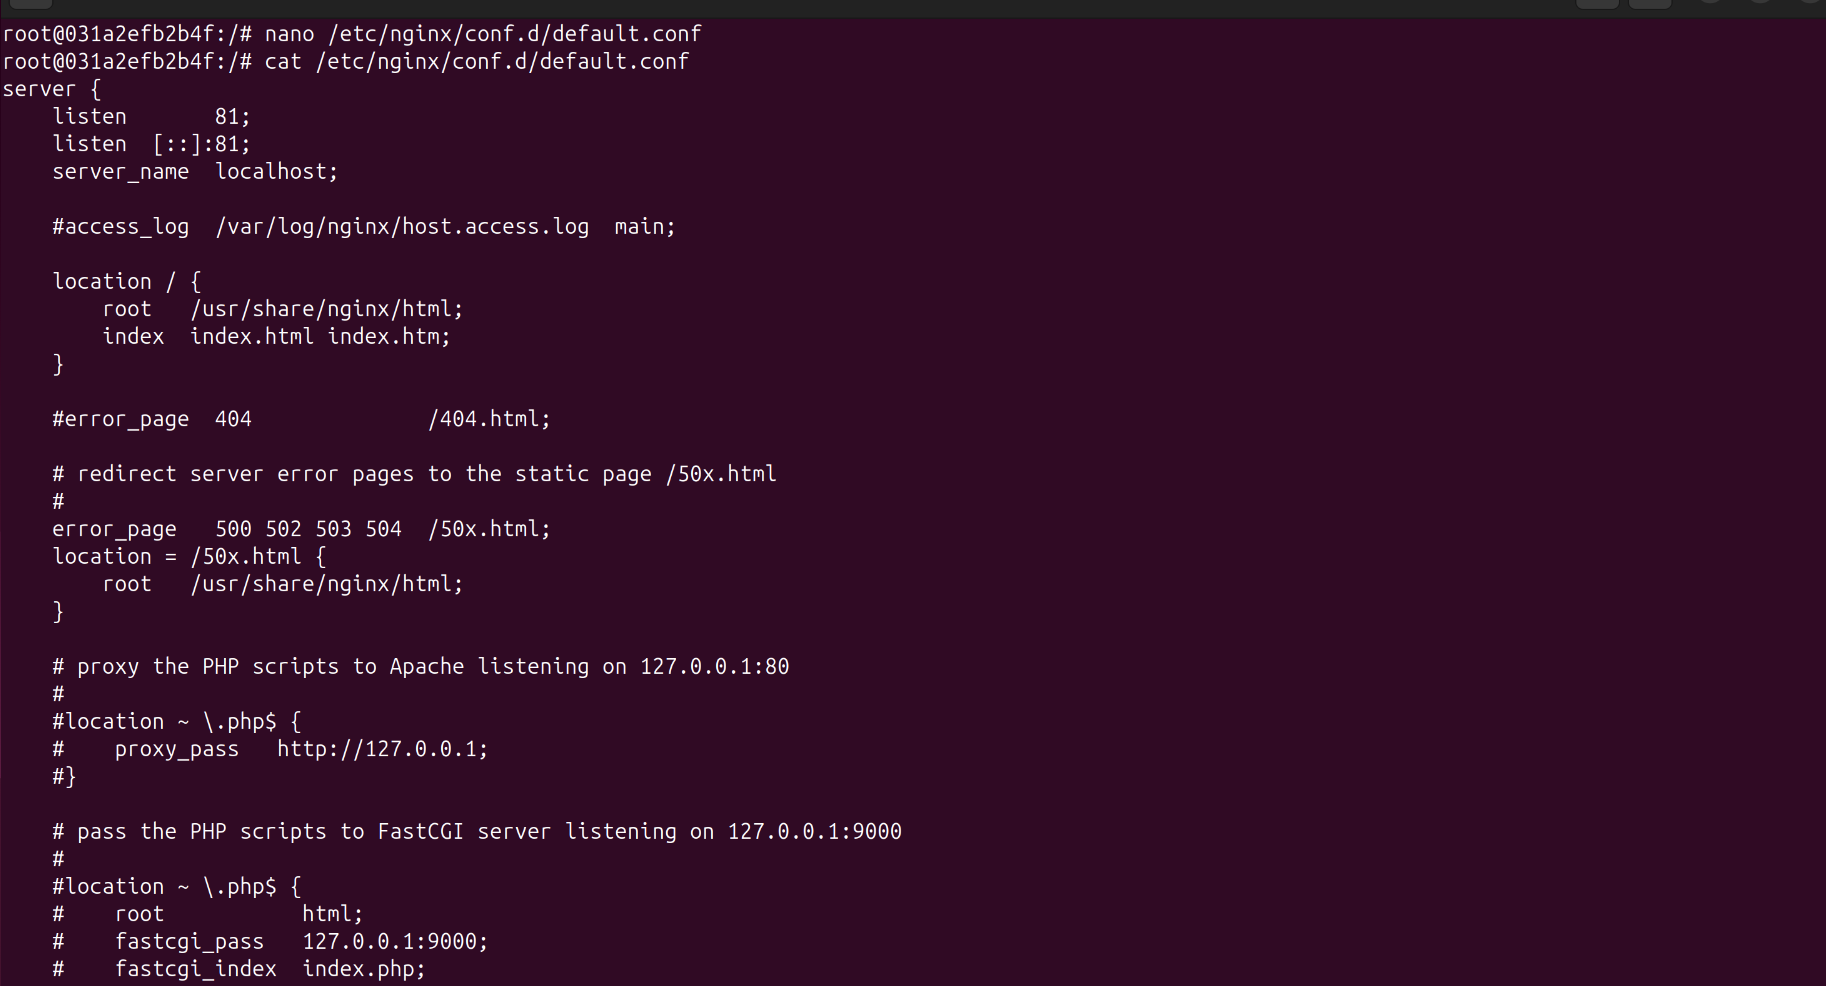 root@031a2efb2b4f:/# nano /etc/nginx/conf.d/default.conf
root@031a2efb2b4f:/# cat /etc/nginx/conf.d/default.conf
server {
    listen       81;
    listen  [::]:81;
    server_name  localhost;

    #access_log  /var/log/nginx/host.access.log  main;

    location / {
        root   /usr/share/nginx/html;
        index  index.html index.htm;
    }

    #error_page  404              /404.html;

    # redirect server error pages to the static page /50x.html
    #
    error_page   500 502 503 504  /50x.html;
    location = /50x.html {
        root   /usr/share/nginx/html;
    }

    # proxy the PHP scripts to Apache listening on 127.0.0.1:80
    #
    #location ~ \.php$ {
    #    proxy_pass   http://127.0.0.1;
    #}

    # pass the PHP scripts to FastCGI server listening on 127.0.0.1:9000
    #
    #location ~ \.php$ {
    #    root           html;
    #    fastcgi_pass   127.0.0.1:9000;
    #    fastcgi_index  index.php;